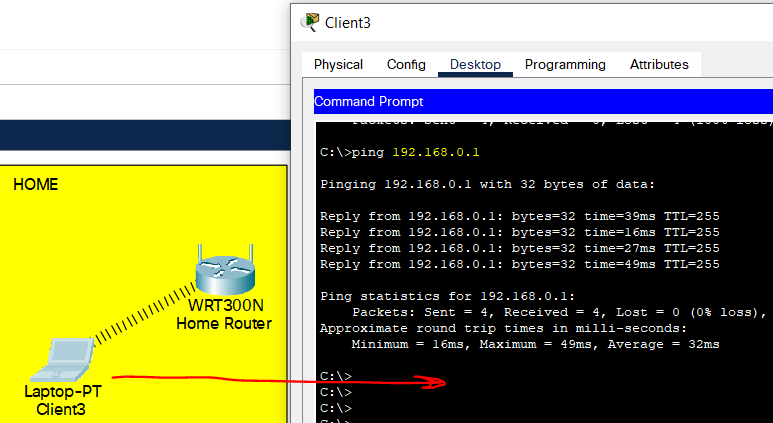 Client3
Physical Config Desktop Programming Attributes
Command Prompt
C:\>ping 192.168.0.1
Pinging 192.168.0.1 with 32 bytes of data:
Reply from 192.168.0.1: bytes=32 time=39ms TTL=255
Reply from 192.168.0.1: bytes=32 time=16ms TTL=255
Reply from 192.168.0.1: bytes=32 time=27ms TTL=255
Reply from 192.168.0.1: bytes=32 time=49ms TTL=255
Ping statistics for 192.168.0.1:
Packets: Sent = 4, Received = 4, Lost = 0 (0% loss),
Approximate round trip times in milli-seconds:
Minimum = 16ms, Maximum = 49ms, Average = 32ms
C:\>
C:\>
C:\>
C:\>
HOME
WRT300N
Home Router
Laptop-PT
Client3